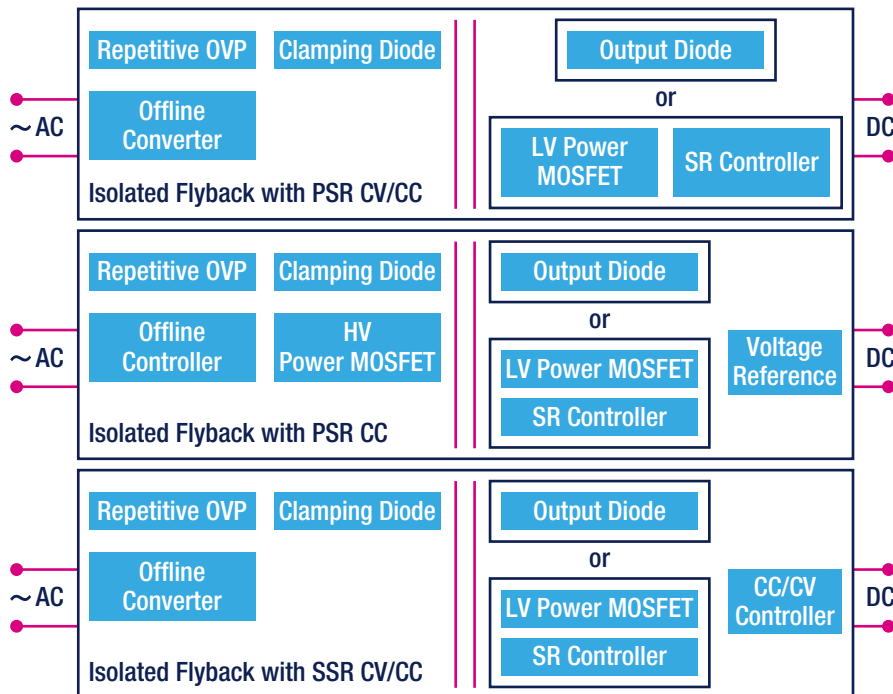 Repetitive OVP
Clamping Diode
Output Diode
or
Offline
Converter
LV Power
MOSFET
SR Controller
~ AC
DC
Isolated Flyback with PSR CV/CC
Repetitive OVP
Clamping Diode
Output Diode
or
Offline
Controller
HV
Power MOSFET
LV Power MOSFET
SR Controller
Voltage
Reference
~ AC
DC
Isolated Flyback with PSR CC
Repetitive OVP
Clamping Diode
Output Diode
or
Offline
Converter
LV Power MOSFET
SR Controller
CC/CV
Controller
~ AC
DC
Isolated Flyback with SSR CV/CC